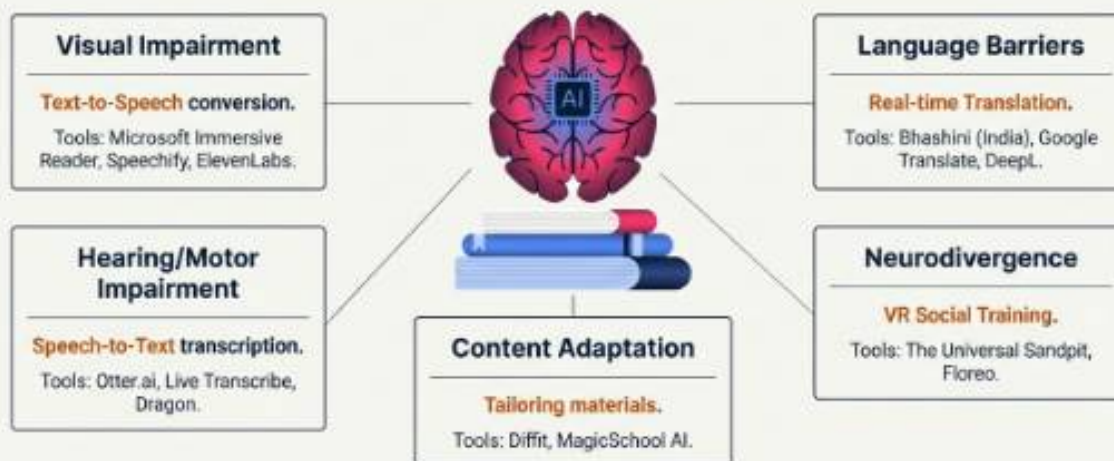 Visual Impairment
Text-to-Speech conversion.
Tools: Microsoft Immersive
Reader, Speechify, ElevenLabs.
Hearing/Motor
Impairment
Speech-to-Text transcription.
Tools: Otter.ai, Live Transcribe,
Dragon.
AI
Content Adaptation
Tailoring materials.
Tools: Diffit, MagicSchool AI.
Language Barriers
Real-time Translation.
Tools: Bhashini (India), Google
Translate, DeepL.
Neurodivergence
VR Social Training.
Tools: The Universal Sandpit,
Floreo.